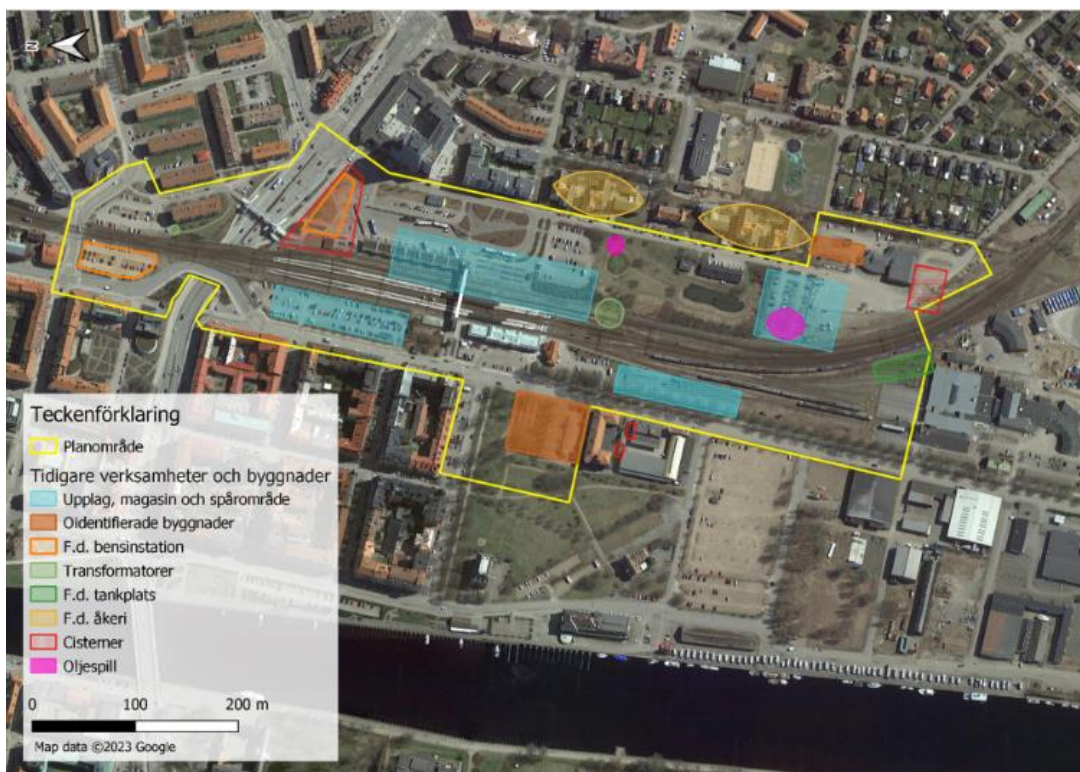 N
Teckenförklaring
Planområde
Tidigare verksamheter och byggnader
Upplag, magasin och spårområde
Oidentifierade byggnader
F.d. bensinstation
Transformatorer
F.d. tankplats
F.d. åkeri
Cisterner
Oljespill
0 100 200 m
Map data ©2023 Google